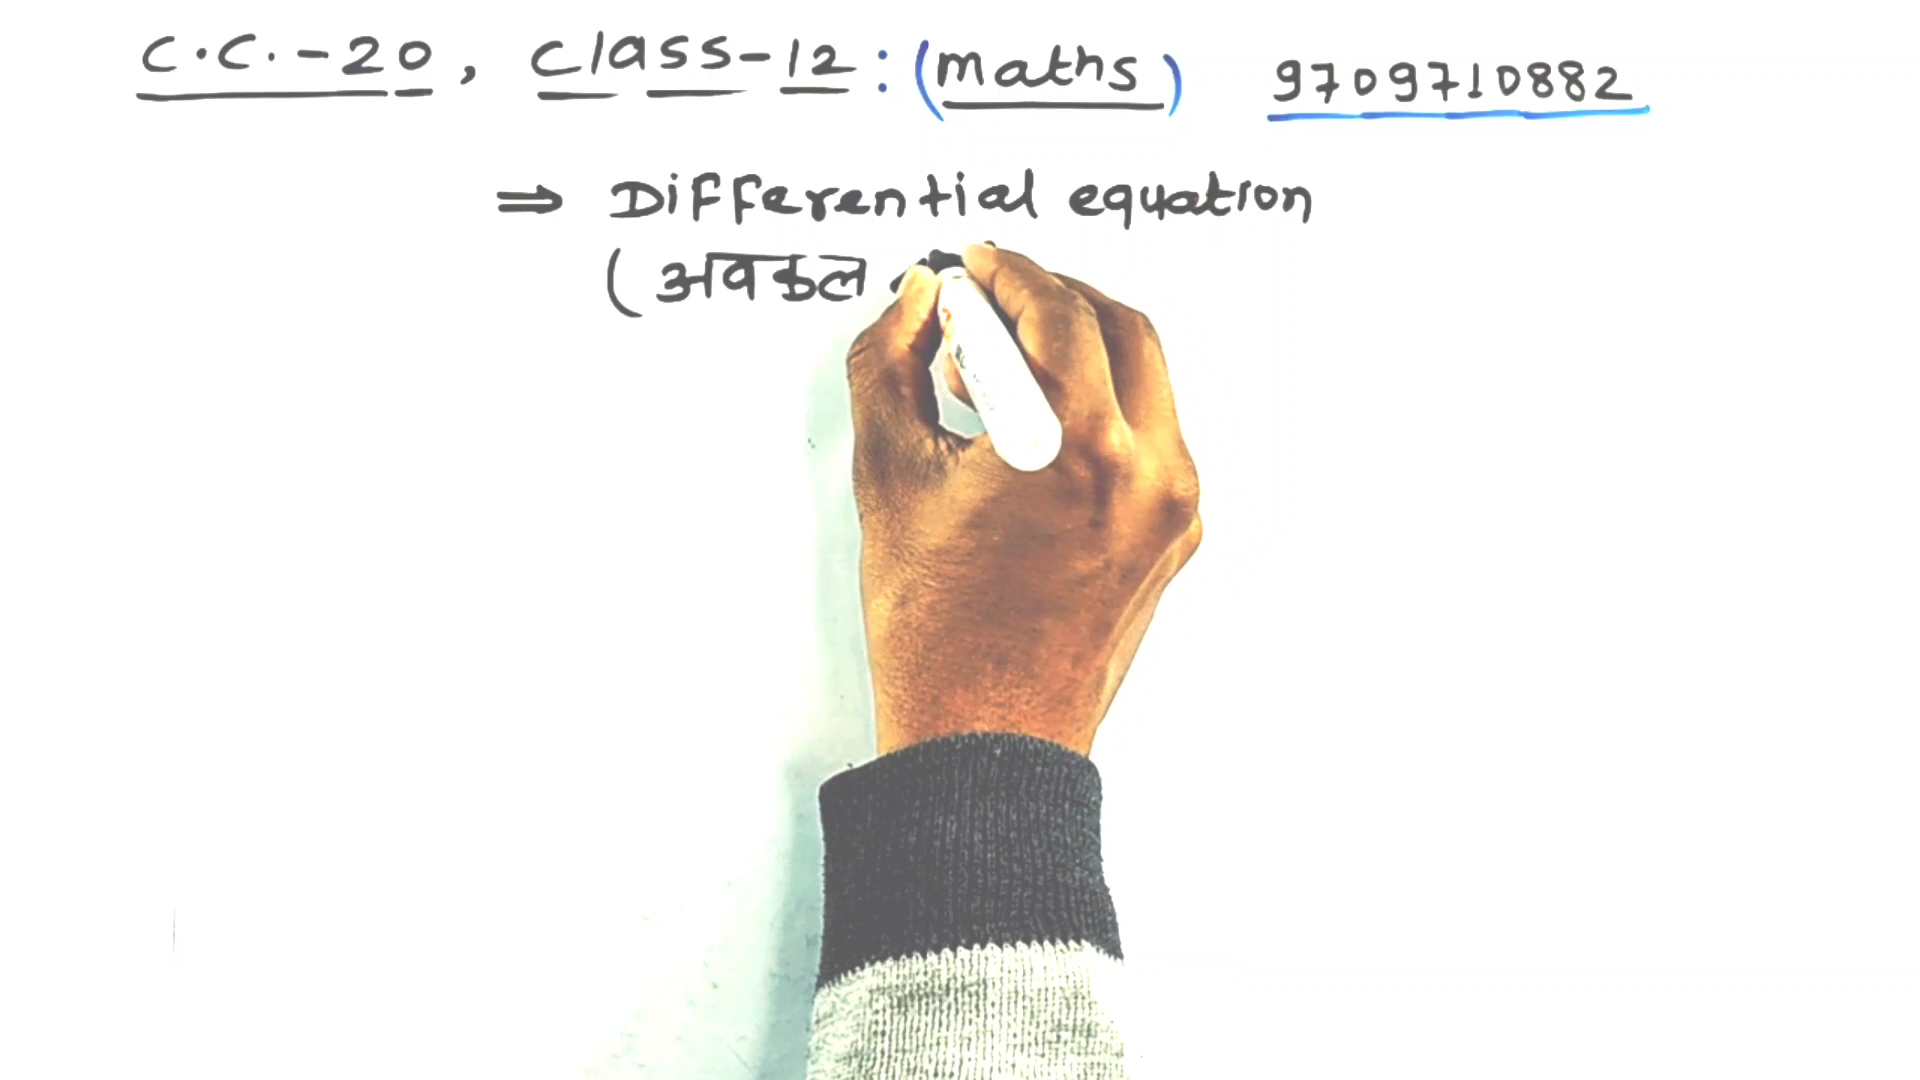 C.C.-20, Class-12: (maths) 9709710882
⇒ Differential equation
(अवकल